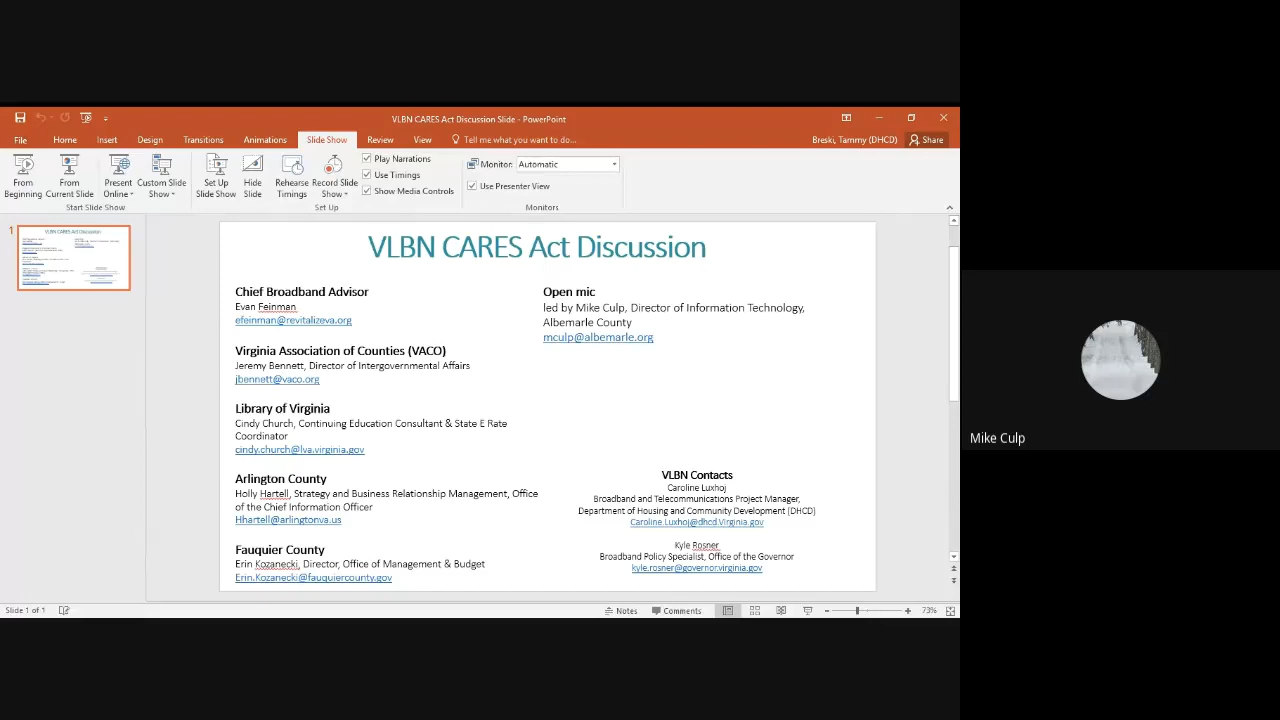 VLBN CARES Act Discussion Slide - PowerPoint
File Home Insert Design Transitions Animations Slide Show Review View Tell me what you want to do... Breski, Tammy (DHCD) Share
From Beginning
From Current Slide
Present Online
Custom Slide Show
Set Up Slide Show
Hide Slide
Rehearse Timings
Record Slide Show
Play Narrations
Use Timings
Show Media Controls
Monitor: Automatic
Use Presenter View
Start Slide Show
Set Up
Monitors
1
VLBN CARES Act Discussion
Chief Broadband Advisor
Evan Feinman
efeinman@revitalizeva.org
Virginia Association of Counties (VACO)
Jeremy Bennett, Director of Intergovernmental Affairs
jbennett@vaco.org
Library of Virginia
Cindy Church, Continuing Education Consultant & State E Rate
Coordinator
cindy.church@lva.virginia.gov
Arlington County
Holly Hartell, Strategy and Business Relationship Management, Office
of the Chief Information Officer
Hhartell@arlingtonva.us
Fauquier County
Erin Kozanecki, Director, Office of Management & Budget
Erin.Kozanecki@fauquiercounty.gov
Open mic
led by Mike Culp, Director of Information Technology,
Albemarle County
mculp@albemarle.org
VLBN Contacts
Caroline Luxhoj
Broadband and Telecommunications Project Manager,
Department of Housing and Community Development (DHCD)
Caroline.Luxhoj@dhcd.Virginia.gov
Kyle Rosner
Broadband Policy Specialist, Office of the Governor
kyle.rosner@governor.virginia.gov
Mike Culp
Slide 1 of 1
Notes Comments 73%